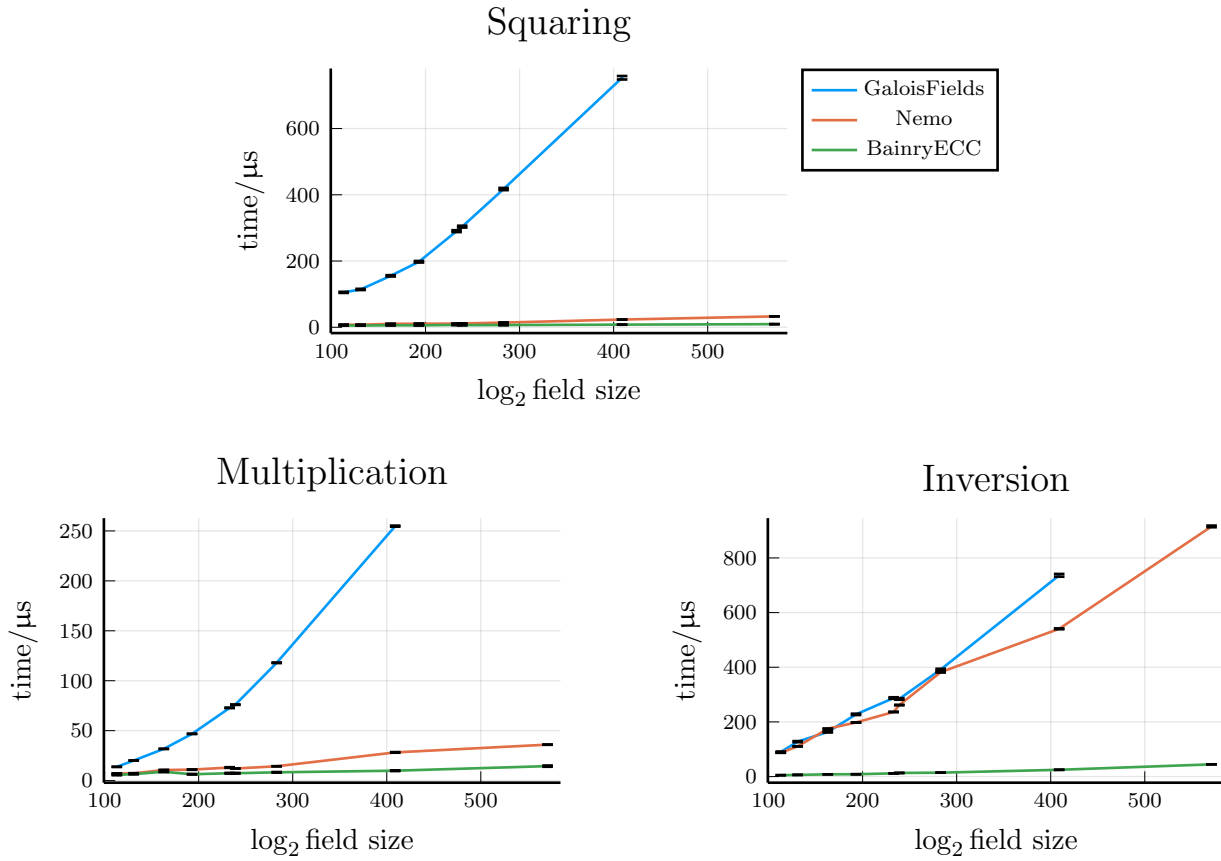 Squaring
GaloisFields
Nemo
BainryECC
time/μs
600
400
200
0
100 200 300 400 500
log₂ field size
Multiplication
time/μs
250
200
150
100
50
0
100 200 300 400 500
log₂ field size
Inversion
time/μs
800
600
400
200
0
100 200 300 400 500
log₂ field size